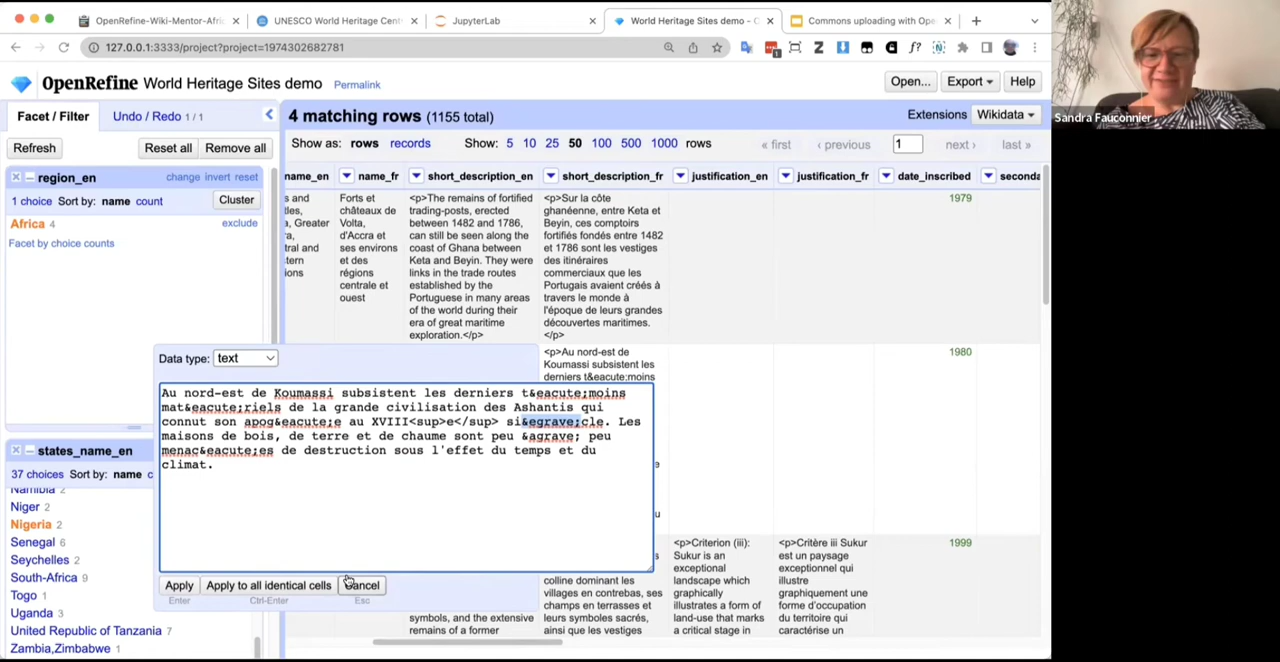 OpenRefine-Wiki-Mentor-Afri
UNESCO World Heritage Cent
JupyterLab
World Heritage Sites demo - O
Commons uploading with Ope
127.0.0.1:3333/project?project=1974302682781
OpenRefine World Heritage Sites demo Permalink
Open... Export Help
Facet / Filter Undo / Redo 1 / 1
4 matching rows (1155 total)
Extensions Wikidata
Sandra Fauconnier
Refresh Reset all Remove all
Show as: rows records Show: 5 10 25 50 100 500 1000 rows
« first ‹ previous 1 next › last »
region_en change invert reset
1 choice Sort by: name count Cluster
Africa 4 exclude
Facet by choice counts
name_en name_fr short_description_en short_description_fr justification_en justification_fr date_inscribed seconda
s and
lles,
a, Greater
ra,
tral and
tern
ions
Forts et
châteaux de
Volta,
d'Accra et
ses environs
et des
régions
centrale et
ouest
<p>The remains of fortified
trading-posts, erected
between 1482 and 1786,
can still be seen along the
coast of Ghana between
Keta and Beyin. They were
links in the trade routes
established by the
Portuguese in many areas
of the world during their
era of great maritime
exploration.</p>
<p>Sur la côte
ghanéenne, entre Keta et
Beyin, ces comptoirs
fortifiés fondés entre 1482
et 1786 sont les vestiges
des itinéraires
commerciaux que les
Portugais avaient créés à
travers le monde à
l'époque de leurs grandes
découvertes maritimes.
</p>
1979
<p>Au nord-est de
Koumassi subsistent les
derniers t&eacute;moins
1980
Data type: text
Au nord-est de Koumassi subsistent les derniers t&eacute;moins
mat&eacute;riels de la grande civilisation des Ashantis qui
connut son apog&eacute;e au XVIII<sup>e</sup> si&egrave;cle. Les
maisons de bois, de terre et de chaume sont peu &agrave; peu
menac&eacute;es de destruction sous l'effet du temps et du
climat.
Apply Apply to all identical cells Cancel
Enter Ctrl-Enter Esc
states_name_en
37 choices Sort by: name c
Namibia 2
Niger 2
Nigeria 2
Senegal 6
Seychelles 2
South-Africa 9
Togo 1
Uganda 3
United Republic of Tanzania 7
Zambia,Zimbabwe 1
symbols, and the extensive
remains of a former
colline dominant les
villages en contrebas, ses
champs en terrasses et
leurs symboles sacrés,
ainsi que les vestiges
<p>Criterion (iii):
Sukur is an
exceptional
landscape which
graphically
illustrates a form of
land-use that marks
a critical stage in
<p>Critère iii Sukur
est un paysage
exceptionnel qui
illustre
graphiquement une
forme d'occupation
du territoire qui
caractérise un
1999